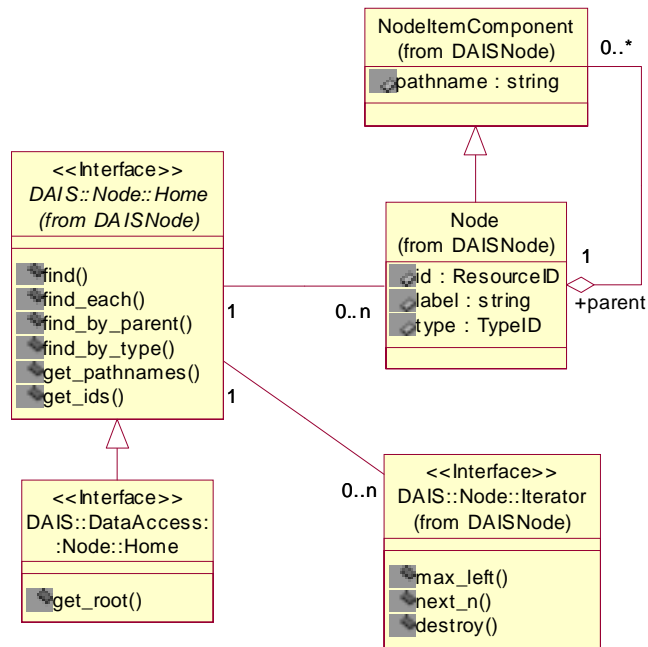 NodeItemComponent
(from DAISNode)
pathname : string
0..*
<<Interface>>
DAIS::Node::Home
(from DAISNode)
find()
find_each()
find_by_parent()
find_by_type()
get_pathnames()
get_ids()
Node
(from DAISNode)
id : ResourceID
label : string
type : TypeID
1
+parent
1
0..n
1
0..n
<<Interface>>
DAIS::DataAccess:
:Node::Home
get_root()
<<Interface>>
DAIS::Node::Iterator
(from DAISNode)
max_left()
next_n()
destroy()